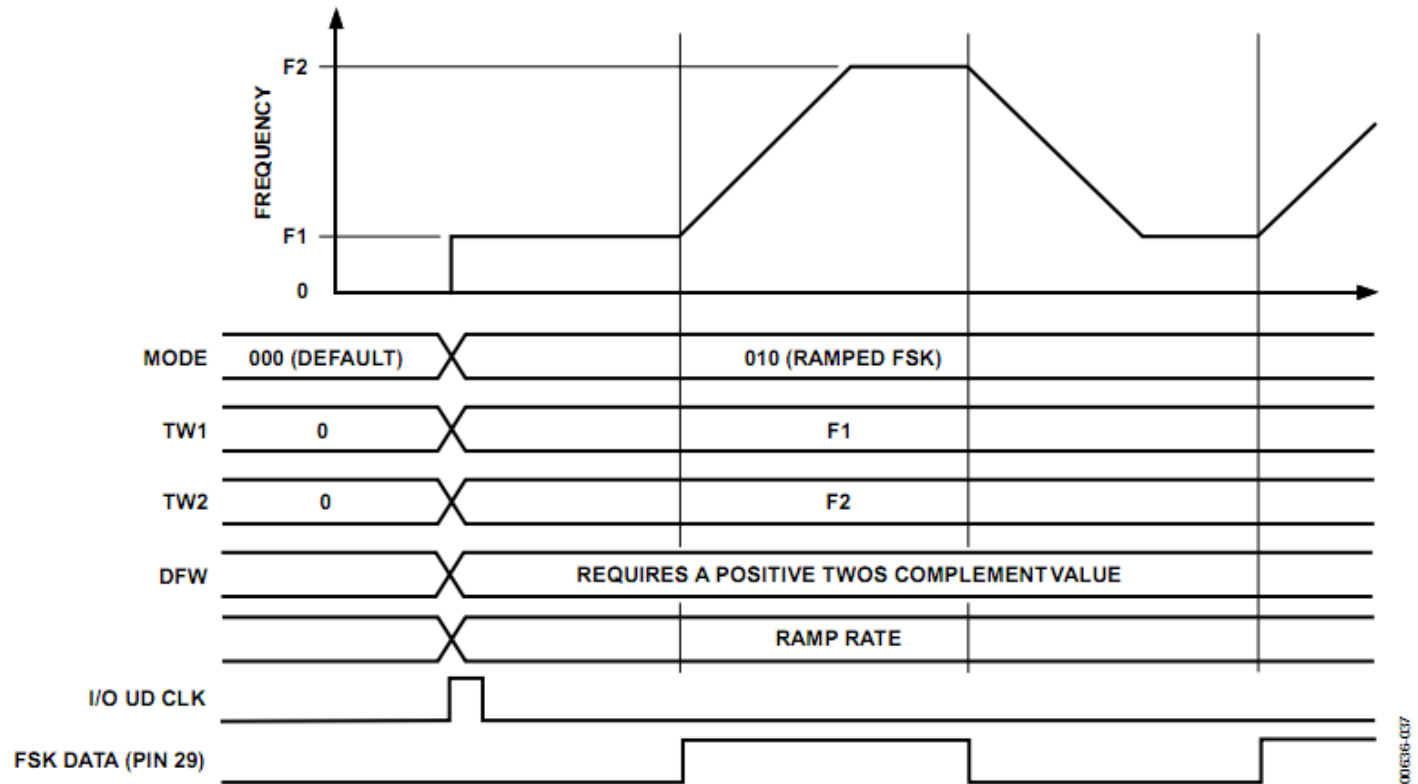 F2
FREQUENCY
F1
0
MODE 000 (DEFAULT) 010 (RAMPED FSK)
TW1 0 F1
TW2 0 F2
DFW REQUIRES A POSITIVE TWOS COMPLEMENT VALUE
RAMP RATE
I/O UD CLK
FSK DATA (PIN 29)
00636-037